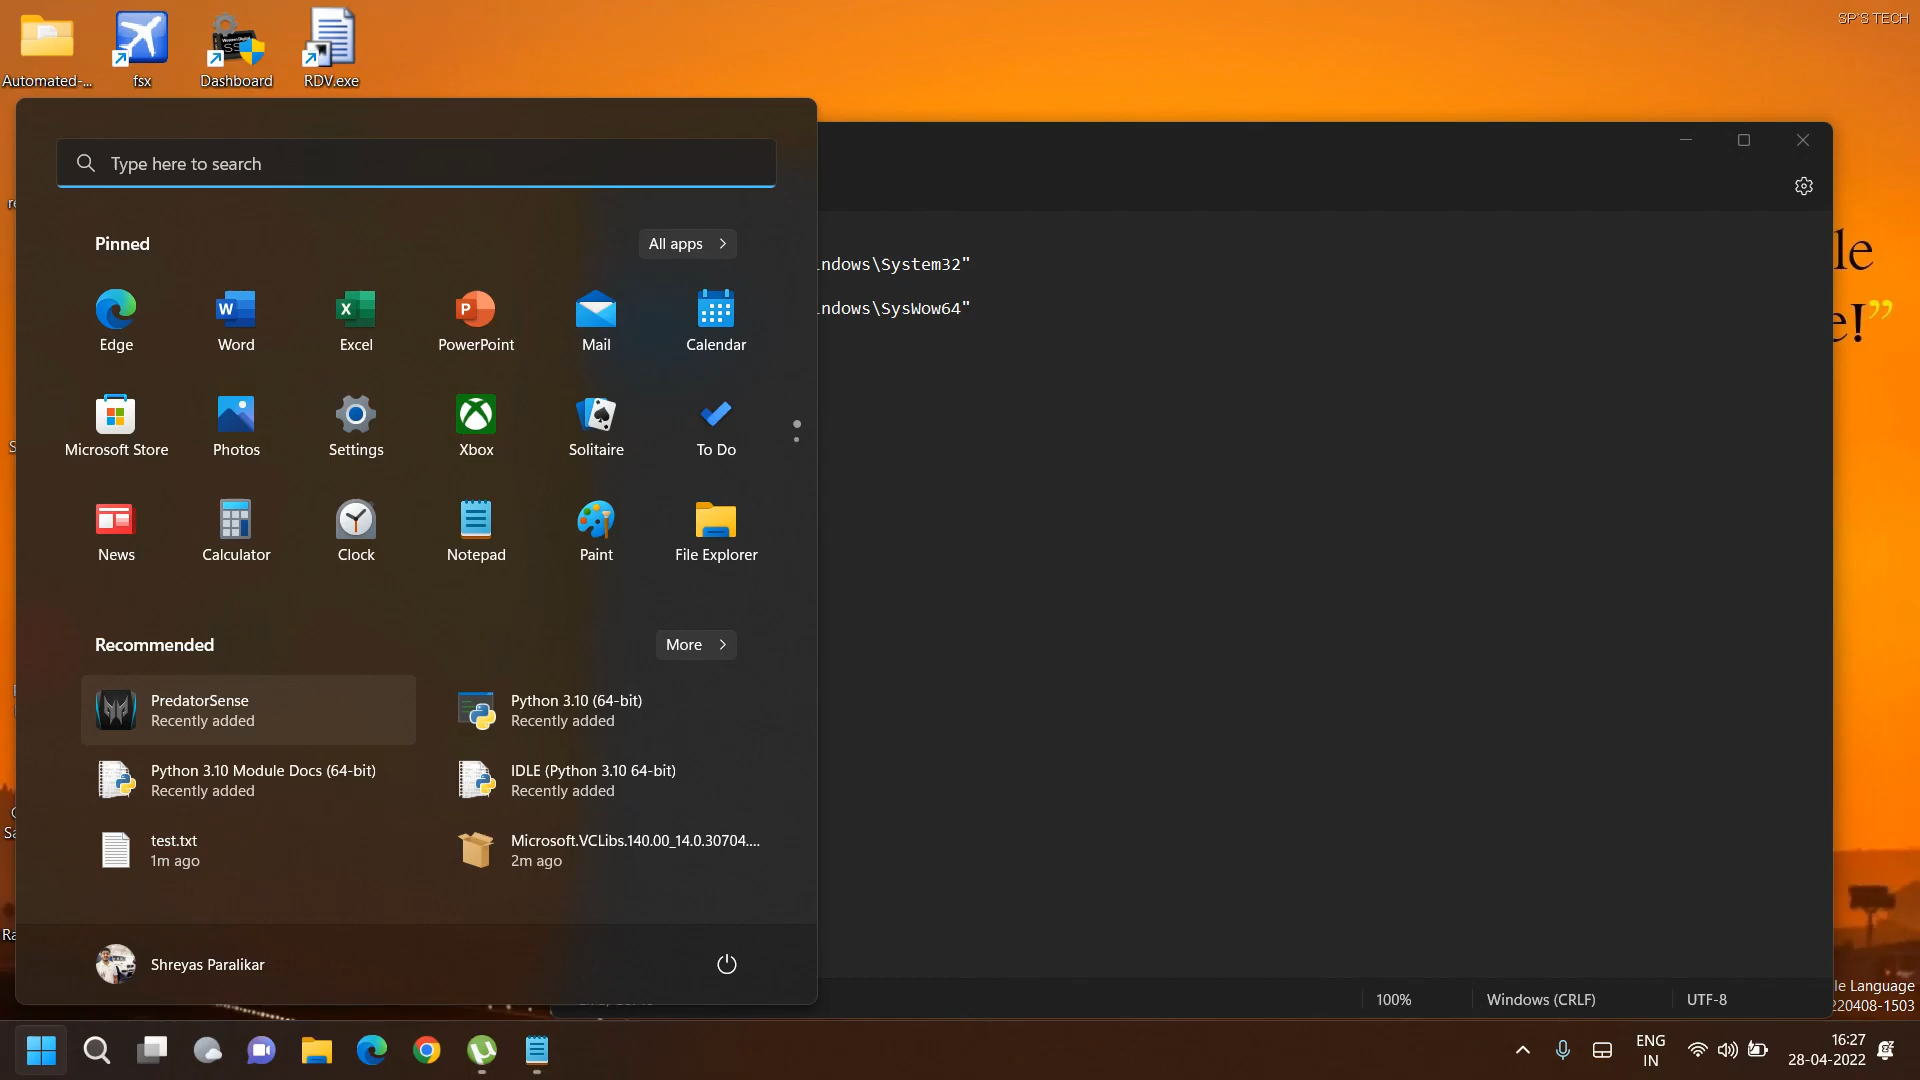 SP'S TECH
Automated-...
fsx
Dashboard
RDV.exe
Type here to search
Pinned
All apps
Edge
Word
Excel
PowerPoint
Mail
Calendar
Microsoft Store
Photos
Settings
Xbox
Solitaire
To Do
News
Calculator
Clock
Notepad
Paint
File Explorer
Recommended
More
PredatorSense
Recently added
Python 3.10 (64-bit)
Recently added
Python 3.10 Module Docs (64-bit)
Recently added
IDLE (Python 3.10 64-bit)
Recently added
test.txt
1m ago
Microsoft.VCLibs.140.00_14.0.30704....
2m ago
Shreyas Paralikar
ndows\System32"
ndows\SysWow64"
le
e!”
100%
Windows (CRLF)
UTF-8
le Language
220408-1503
ENG
IN
16:27
28-04-2022